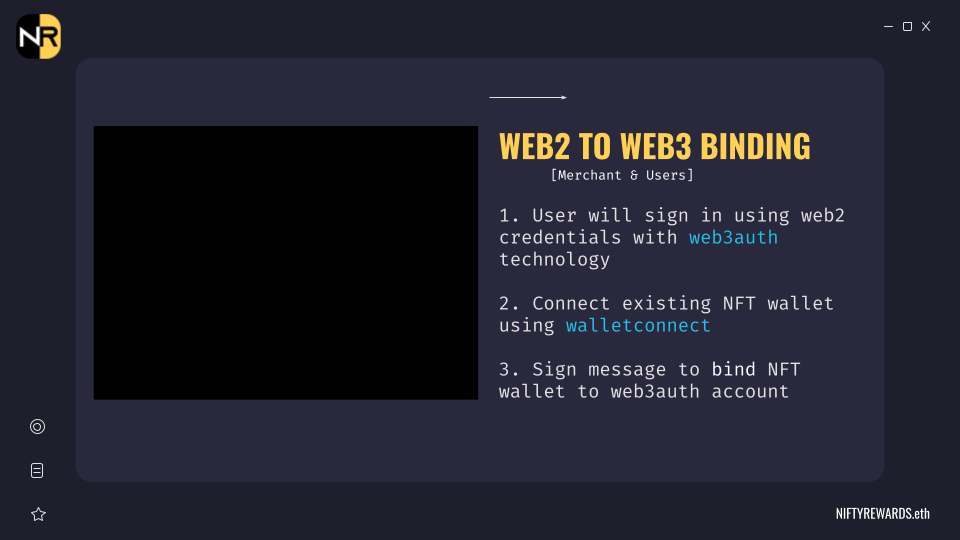 NR
WEB2 TO WEB3 BINDING
[Merchant & Users]
1. User will sign in using web2
credentials with web3auth
technology
2. Connect existing NFT wallet
using walletconnect
3. Sign message to bind NFT
wallet to web3auth account
NIFTYREWARDS.eth